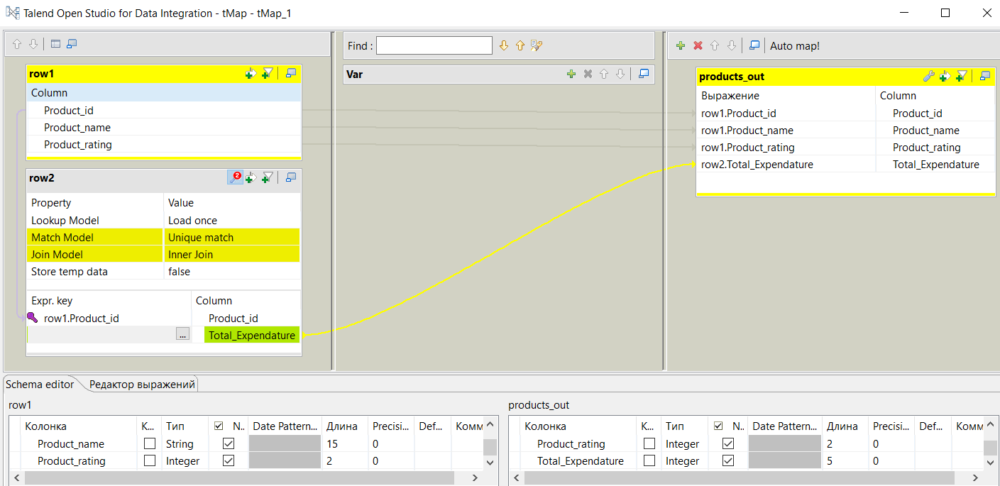 Talend Open Studio for Data Integration - tMap - tMap_1
Find :
Auto map!
row1
Column
Product_id
Product_name
Product_rating
row2
2
Property Value
Lookup Model Load once
Match Model Unique match
Join Model Inner Join
Store temp data false
Expr. key Column
row1.Product_id Product_id
... Total_Expendature
Var
products_out
Выражение Column
row1.Product_id Product_id
row1.Product_name Product_name
row1.Product_rating Product_rating
row2.Total_Expendature Total_Expendature
Schema editor Редактор выражений
row1
Колонка К... Тип N.. Date Pattern... Длина Precisi... Def... Комм
Product_name String 15 0
Product_rating Integer 2 0
products_out
Колонка К... Тип N.. Date Pattern... Длина Precisi... Def... Комм
Product_rating Integer 2 0
Total_Expendature Integer 5 0